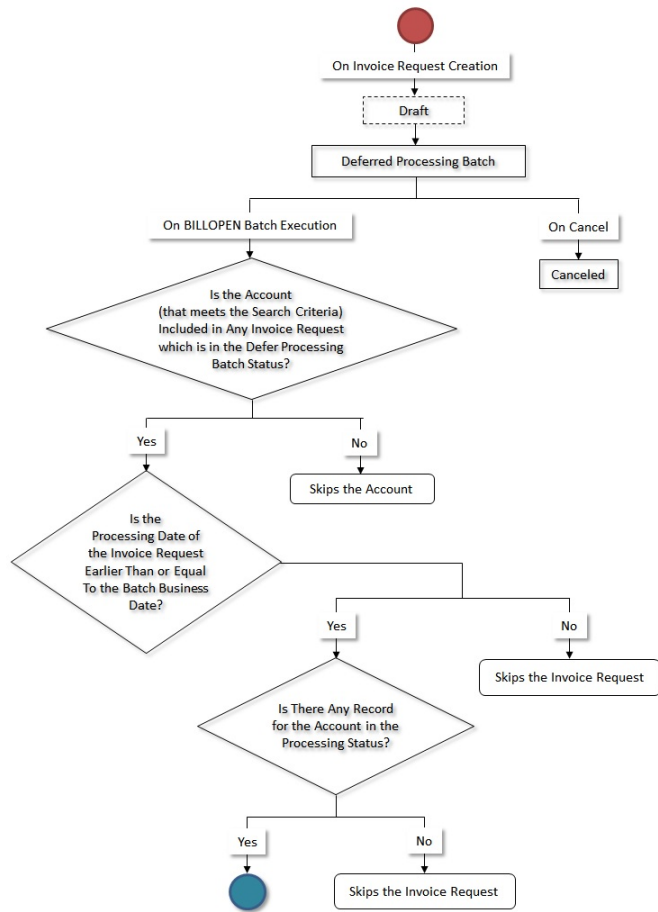 On Invoice Request Creation
Draft
Deferred Processing Batch
On BILLOPEN Batch Execution
On Cancel
Canceled
Is the Account
(that meets the Search Criteria)
Included in Any Invoice Request
which is in the Defer Processing
Batch Status?
Yes
No
Skips the Account
Is the
Processing Date of
the Invoice Request
Earlier Than or Equal
To the Batch Business
Date?
Yes
No
Skips the Invoice Request
Is There Any Record
for the Account in the
Processing Status?
Yes
No
Skips the Invoice Request